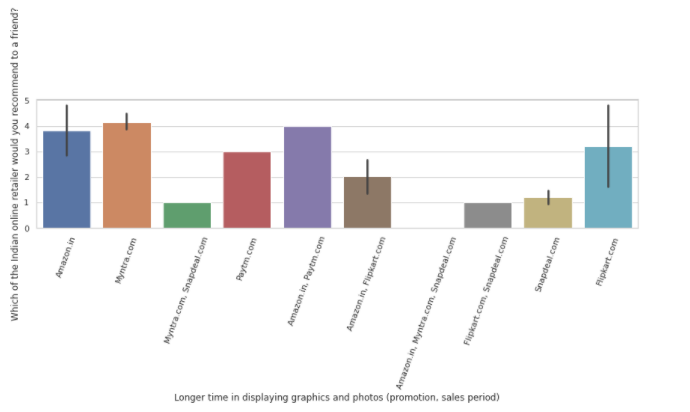 Which of the Indian online retailer would you recommend to a friend?
5
4
3
2
1
0
Amazon.in
Myntra.com
Myntra.com, Snapdeal.com
Paytm.com
Amazon.in, Paytm.com
Amazon.in, Flipkart.com
Amazon.in, Myntra.com, Snapdeal.com
Flipkart.com, Snapdeal.com
Snapdeal.com
Flipkart.com
Longer time in displaying graphics and photos (promotion, sales period)